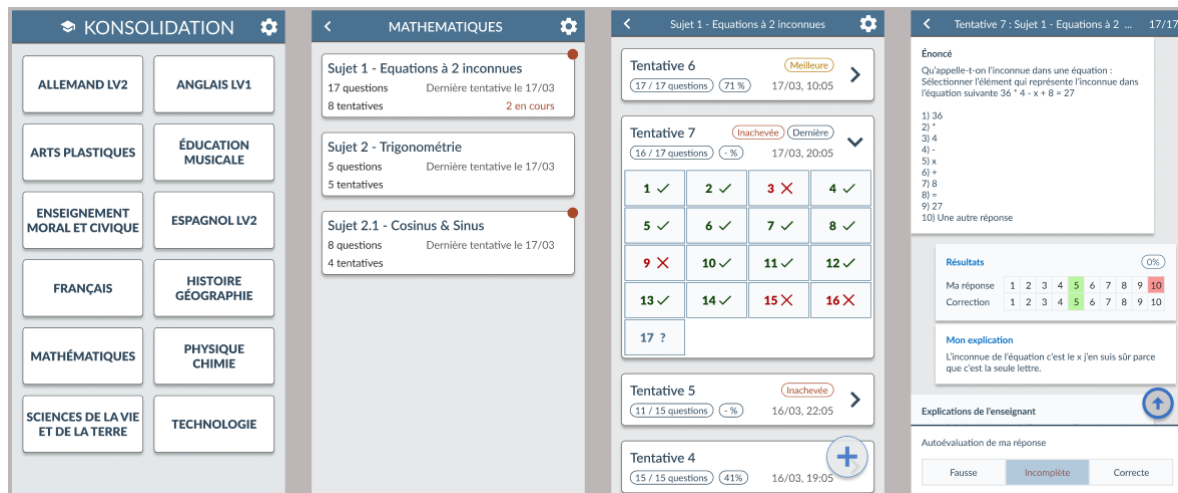 KONSOLIDATION
ALLEMAND LV2
ANGLAIS LV1
ARTS PLASTIQUES
ÉDUCATION
MUSICALE
ENSEIGNEMENT
MORAL ET CIVIQUE
ESPAGNOL LV2
FRANÇAIS
HISTOIRE
GÉOGRAPHIE
MATHÉMATIQUES
PHYSIQUE
CHIMIE
SCIENCES DE LA VIE
ET DE LA TERRE
TECHNOLOGIE
MATHEMATIQUES
Sujet 1 - Equations à 2 inconnues
17 questions Dernière tentative le 17/03
8 tentatives 2 en cours
Sujet 2 - Trigonométrie
5 questions Dernière tentative le 17/03
5 tentatives
Sujet 2.1 - Cosinus & Sinus
8 questions Dernière tentative le 17/03
4 tentatives
Sujet 1 - Equations à 2 inconnues
Tentative 6 Meilleure
17 / 17 questions 71 % 17/03, 10:05
Tentative 7 Inachevée Dernière
16 / 17 questions - % 17/03, 20:05
1 ✓ 2 ✓ 3 ✕ 4 ✓
5 ✓ 6 ✓ 7 ✓ 8 ✓
9 ✕ 10 ✓ 11 ✓ 12 ✓
13 ✓ 14 ✓ 15 ✕ 16 ✕
17 ?
Tentative 5 Inachevée
11 / 15 questions - % 16/03, 22:05
Tentative 4
15 / 15 questions 41% 16/03, 19:05
Tentative 7 : Sujet 1 - Equations à 2 ... 17/17
Énoncé
Qu'appelle-t-on l'inconnue dans une équation :
Sélectionner l'élément qui représente l'inconnue dans
l'équation suivante 36 * 4 - x + 8 = 27
1) 36
2) *
3) 4
4) -
5) x
6) +
7) 8
8) =
9) 27
10) Une autre réponse
Résultats 0%
Ma réponse 1 2 3 4 5 6 7 8 9 10
Correction 1 2 3 4 5 6 7 8 9 10
Mon explication
L'inconnue de l'équation c'est le x j'en suis sûr parce
que c'est la seule lettre.
Explications de l'enseignant
Autoévaluation de ma réponse
Fausse Incomplète Correcte